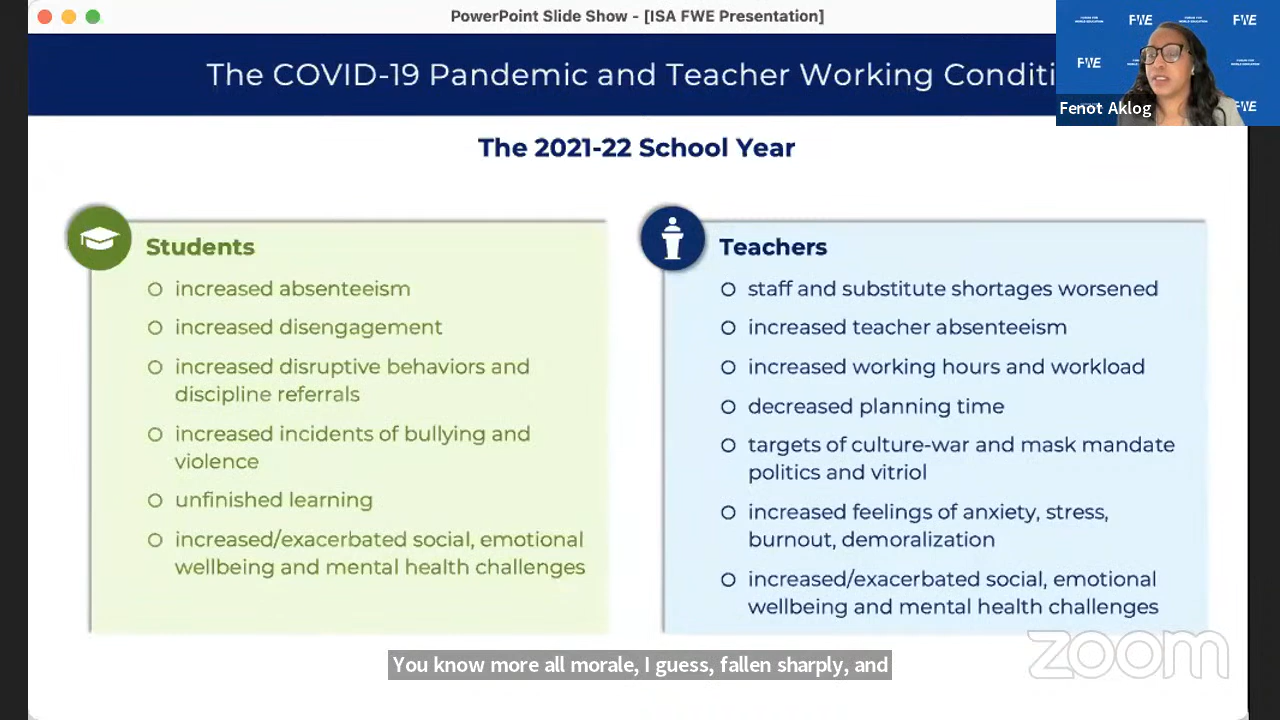 PowerPoint Slide Show - [ISA FWE Presentation]
The COVID-19 Pandemic and Teacher Working
FWE
FWE
FWE
FWE
Fenot Aklog
The 2021-22 School Year
Students
increased absenteeism
increased disengagement
increased disruptive behaviors and
discipline referrals
increased incidents of bullying and
violence
unfinished learning
increased/exacerbated social, emotional
wellbeing and mental health challenges
Teachers
staff and substitute shortages worsened
increased teacher absenteeism
increased working hours and workload
decreased planning time
targets of culture-war and mask mandate
politics and vitriol
increased feelings of anxiety, stress,
burnout, demoralization
increased/exacerbated social, emotional
wellbeing and mental health challenges
You know more all morale, I guess, fallen sharply, and
zoom